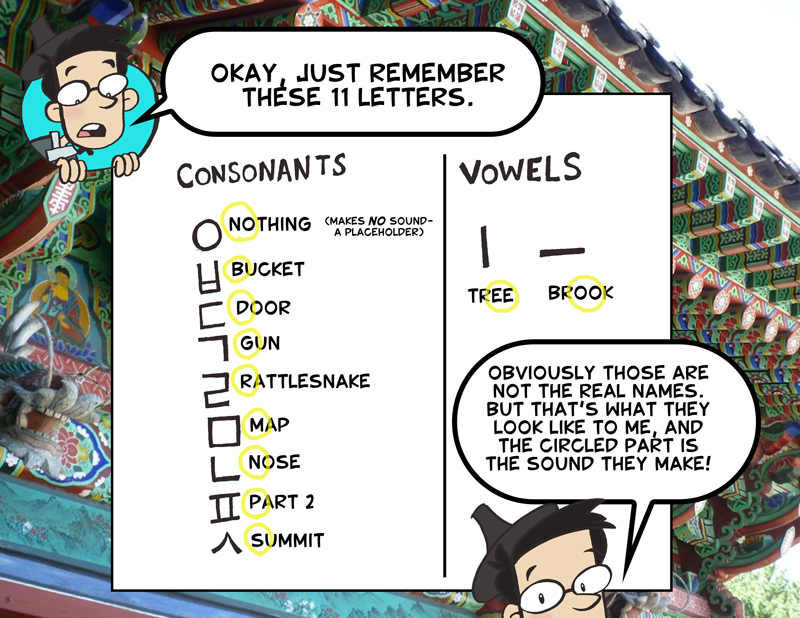 OKAY, JUST REMEMBER
THESE 11 LETTERS.
CONSONANTS
ㅇ NOTHING (MAKES NO SOUND-
A PLACEHOLDER)
ㅂ BUCKET
ㄷ DOOR
ㄱ GUN
ㄹ RATTLESNAKE
ㅁ MAP
ㄴ NOSE
ㅍ PART 2
ㅅ SUMMIT
VOWELS
ㅣ ㅡ
TREE BROOK
OBVIOUSLY THOSE ARE
NOT THE REAL NAMES.
BUT THAT'S WHAT THEY
LOOK LIKE TO ME, AND
THE CIRCLED PART IS
THE SOUND THEY MAKE!